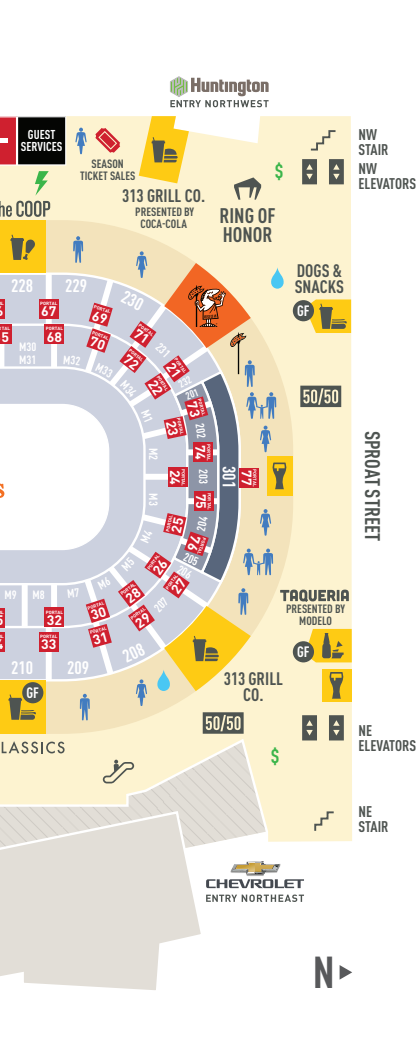 Huntington
ENTRY NORTHWEST
GUEST
SERVICES
SEASON
TICKET SALES
he COOP
313 GRILL CO.
PRESENTED BY
COCA-COLA
RING OF
HONOR
$
NW
STAIR
NW
ELEVATORS
DOGS &
SNACKS
GF
50/50
228
229
230
231
232
PORTAL
67
PORTAL
68
PORTAL
69
PORTAL
70
PORTAL
71
PORTAL
72
PORTAL
21
PORTAL
22
M30
M31
M32
M33
M34
M1
M2
M3
M4
M5
M6
M7
M8
M9
201
202
203
204
205
206
207
208
209
210
301
PORTAL
73
PORTAL
23
PORTAL
74
PORTAL
24
PORTAL
75
PORTAL
25
PORTAL
76
PORTAL
26
PORTAL
77
PORTAL
27
PORTAL
28
PORTAL
29
PORTAL
30
PORTAL
31
PORTAL
32
PORTAL
33
SPROAT STREET
TAQUERIA
PRESENTED BY
MODELO
GF
313 GRILL
CO.
GF
50/50
LASSICS
$
NE
ELEVATORS
NE
STAIR
CHEVROLET
ENTRY NORTHEAST
N